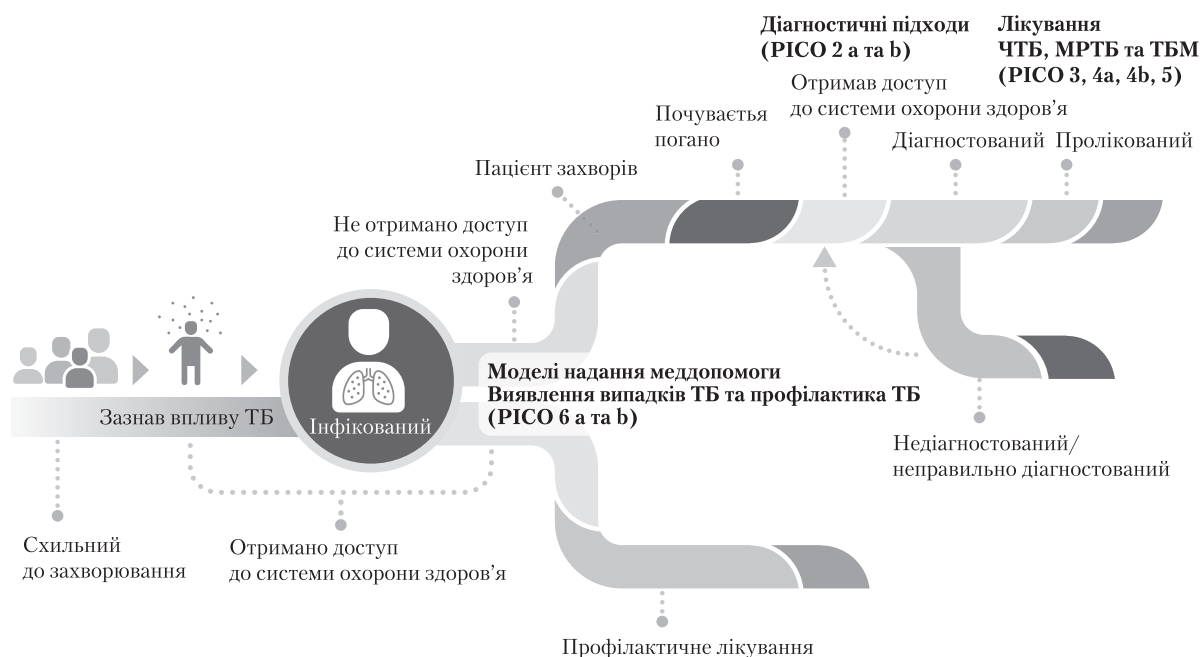 Діагностичні підходи
(PICO 2 a та b)
Лікування
ЧТБ, МРТБ та ТБМ
(PICO 3, 4a, 4b, 5)
Отримав доступ
до системи охорони здоров’я
Почуваєтья
погано
Діагностований
Пролікований
Пацієнт захворів
Не отримано доступ
до системи охорони
здоров’я
Моделі надання меддопомоги
Виявлення випадків ТБ та профілактика ТБ
(PICO 6 a та b)
Зазнав впливу ТБ
Інфікований
Недіагностований/
неправильно діагностований
Схильний
до захворювання
Отримано доступ
до системи охорони здоров’я
Профілактичне лікування